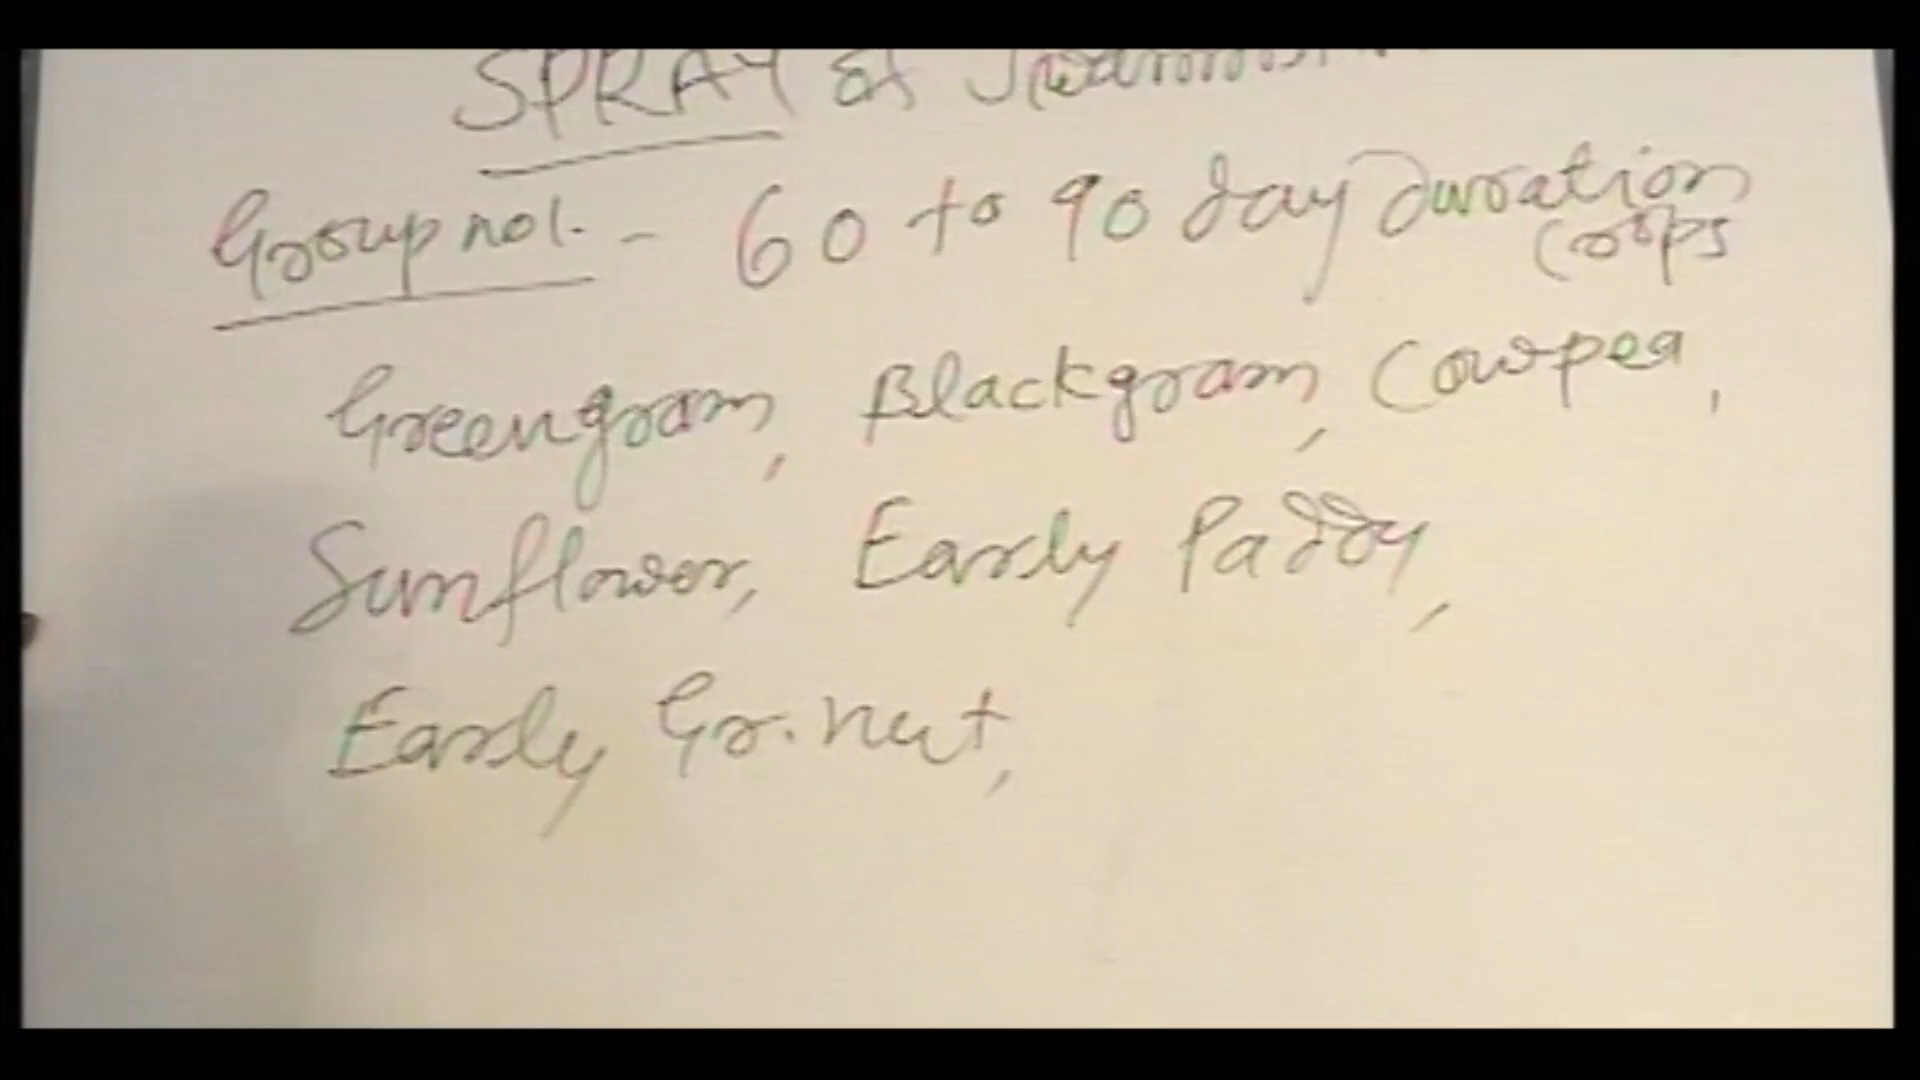 SPRAY of
Group no1. - 60 to 90 day duration
Crops
Greengram, Blackgram, Cowpea,
Sunflower, Early Paddy,
Early Gr. nut,